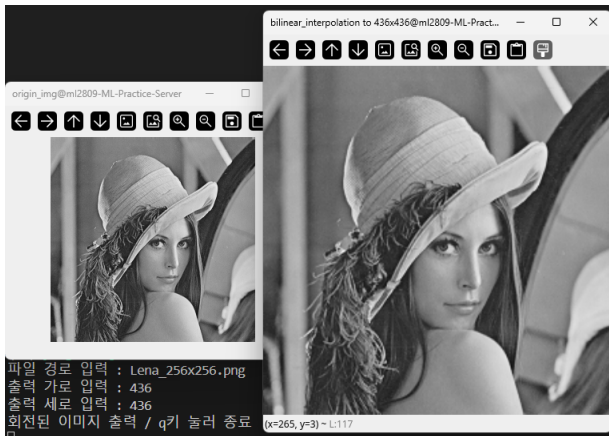 bilinear_interpolation to 436x436@ml2809-ML-Pract...
origin_img@ml2809-ML-Practice-Server
파일 경로 입력 : Lena_256x256.png
출력 가로 입력 : 436
출력 세로 입력 : 436
회전된 이미지 출력 / q키 눌러 종료
(x=265, y=3) ~ L:117